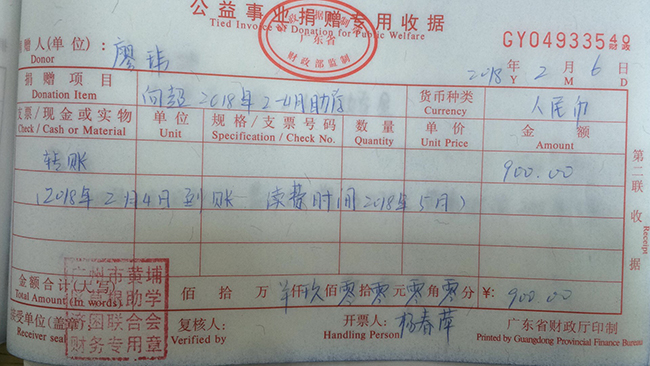 公益事业捐赠专用收据
Tied Invoice of Donation for Public Welfare
广东省
财政部监制
GY04933540
财政
捐赠人(单位): 廖玮
Donor
2018年 2月 6日
Y M D
捐赠项目 向超 2018年2-4月助
Donation Item
货币种类 人民币
Currency
支票/现金或实物 单位 规格/支票号码 数量 单价 金额
Check / Cash or Material Unit Specification / Check No. Quantity Unit Price Amount
转账 900.00
(2018年2月4日到账 续费时间2018年5月)
第二联 收据
Receipt
金额合计(大写) 佰 拾 万 仟 玖佰 零拾 零元 零角 零分 ¥: 900.00
Total Amount (In words)
接受单位(盖章) 复核人: 开票人: 杨春萍 广东省财政厅印制
Receiver seal Verified by Handling Person Printed by Guangdong Provincial Finance Bureau
广州市黄埔
助学
联合会
财务专用章